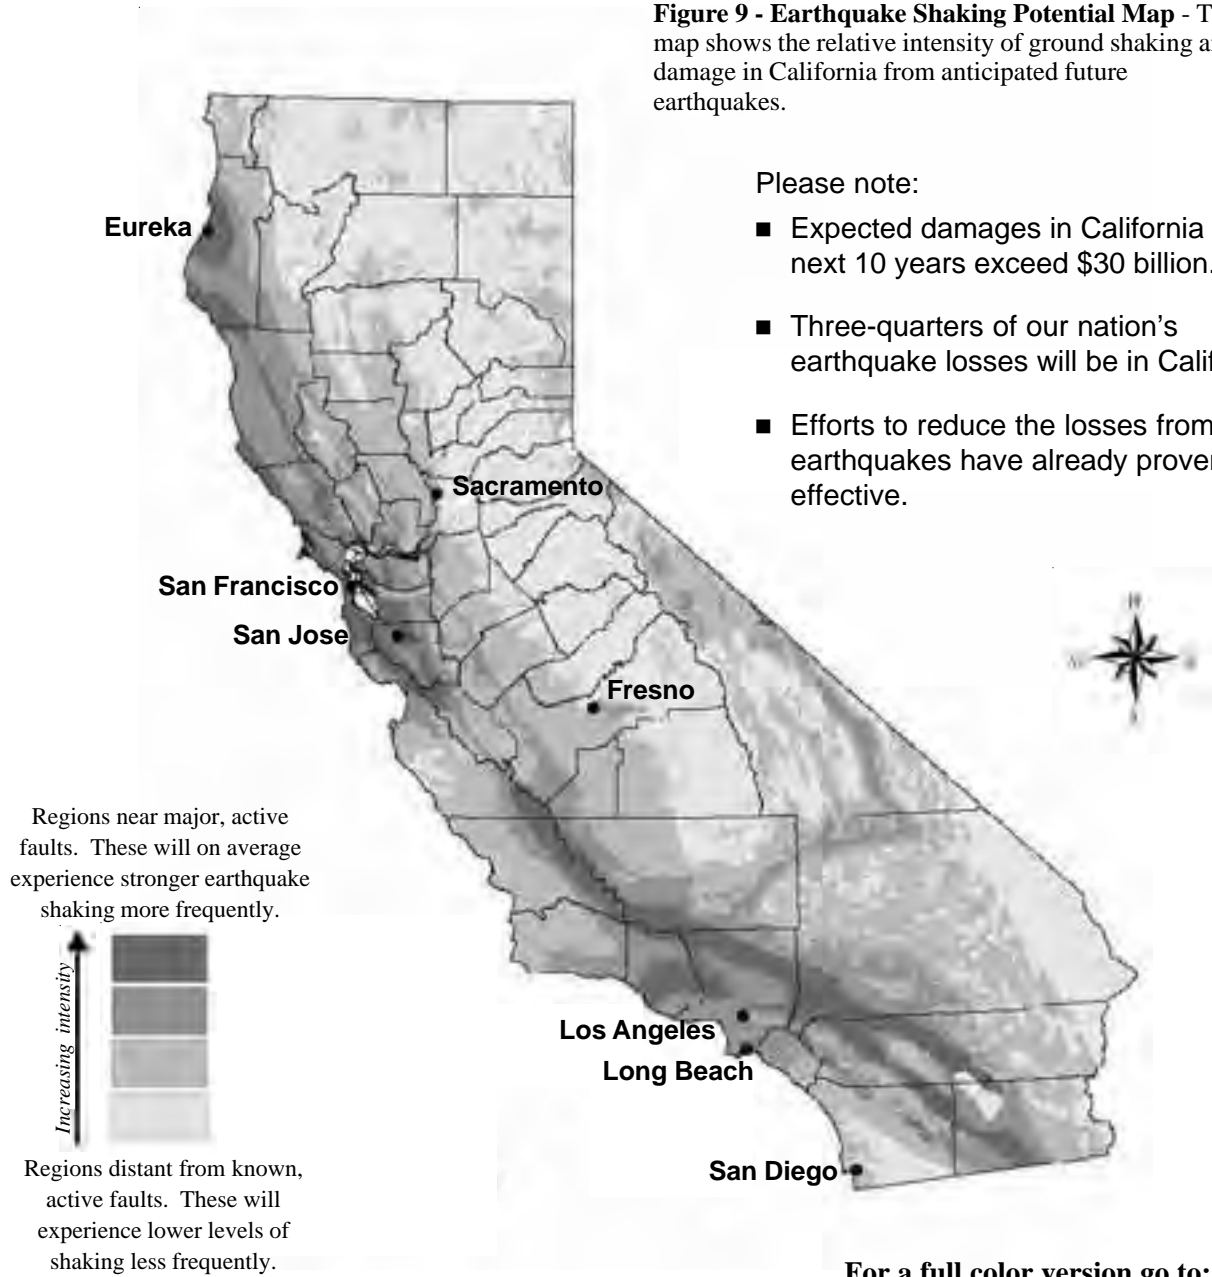 Figure 9 - Earthquake Shaking Potential Map - T
map shows the relative intensity of ground shaking a
damage in California from anticipated future
earthquakes.
Please note:
■ Expected damages in California
next 10 years exceed $30 billion.
■ Three-quarters of our nation's
earthquake losses will be in Calif
■ Efforts to reduce the losses from
earthquakes have already prove
effective.
Eureka
Sacramento
San Francisco
San Jose
Fresno
Los Angeles
Long Beach
San Diego
Regions near major, active
faults. These will on average
experience stronger earthquake
shaking more frequently.
Increasing intensity
Regions distant from known,
active faults. These will
experience lower levels of
shaking less frequently.
For a full color version go to: